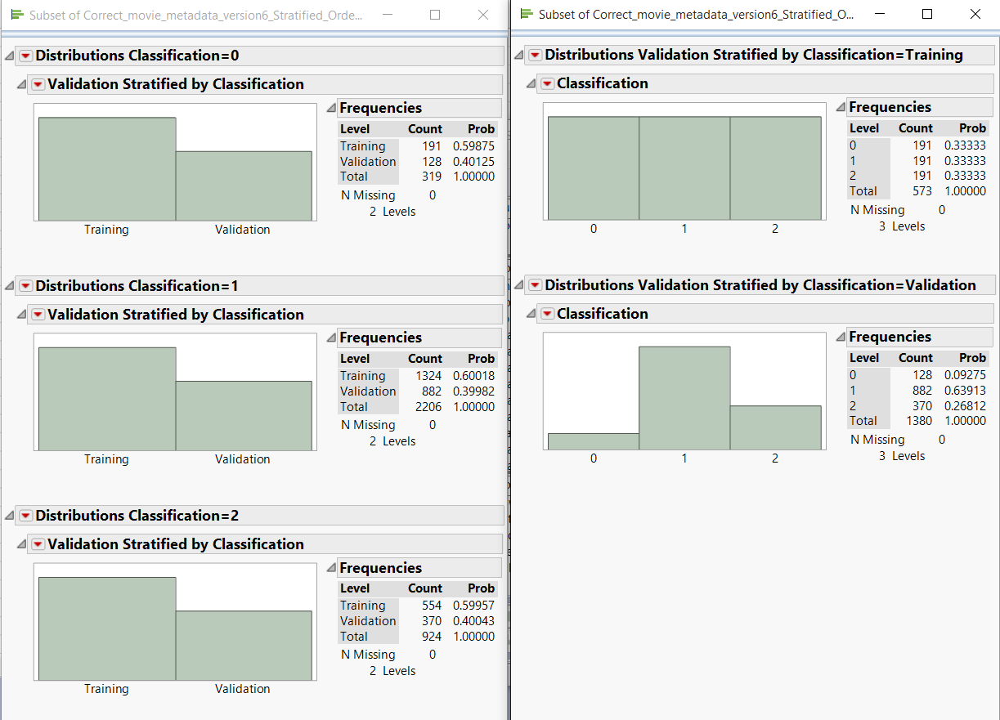 Subset of Correct_movie_metadata_version6_Stratified_Orde...
Distributions Classification=0
Validation Stratified by Classification
Frequencies
Level Count Prob
Training 191 0.59875
Validation 128 0.40125
Total 319 1.00000
N Missing 0
2 Levels
Training Validation
Distributions Classification=1
Validation Stratified by Classification
Frequencies
Level Count Prob
Training 1324 0.60018
Validation 882 0.39982
Total 2206 1.00000
N Missing 0
2 Levels
Training Validation
Distributions Classification=2
Validation Stratified by Classification
Frequencies
Level Count Prob
Training 554 0.59957
Validation 370 0.40043
Total 924 1.00000
N Missing 0
2 Levels
Training Validation
Subset of Correct_movie_metadata_version6_Stratified_O...
Distributions Validation Stratified by Classification=Training
Classification
Frequencies
Level Count Prob
0 191 0.33333
1 191 0.33333
2 191 0.33333
Total 573 1.00000
N Missing 0
3 Levels
0 1 2
Distributions Validation Stratified by Classification=Validation
Classification
Frequencies
Level Count Prob
0 128 0.09275
1 882 0.63913
2 370 0.26812
Total 1380 1.00000
N Missing 0
3 Levels
0 1 2